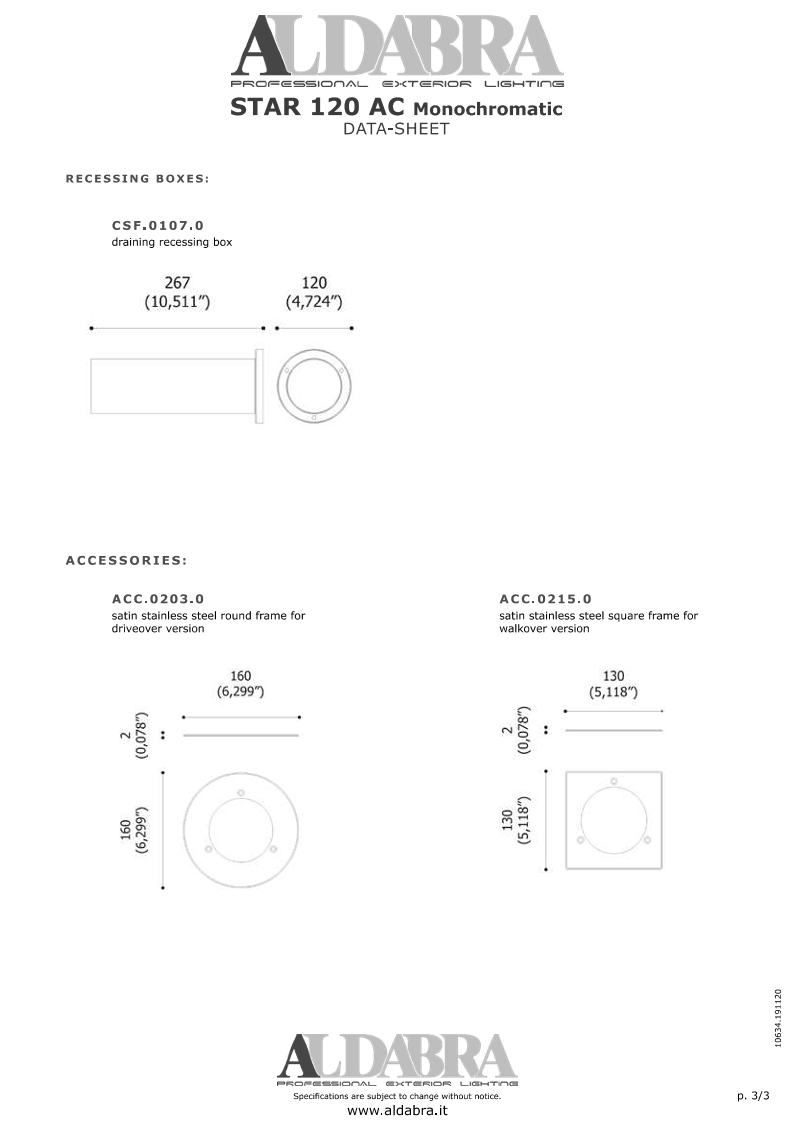 ALDABRA
PROFESSIONAL EXTERIOR LIGHTING
STAR 120 AC Monochromatic
DATA-SHEET
RECESSING BOXES:
CSF.0107.0
draining recessing box
267
(10,511”)
120
(4,724”)
ACCESSORIES:
ACC.0203.0
satin stainless steel round frame for
driveover version
160
(6,299”)
2
(0,078”)
160
(6,299”)
ACC.0215.0
satin stainless steel square frame for
walkover version
130
(5,118”)
2
(0,078”)
130
(5,118”)
10634.191120
ALDABRA
PROFESSIONAL EXTERIOR LIGHTING
Specifications are subject to change without notice.
www.aldabra.it
p. 3/3